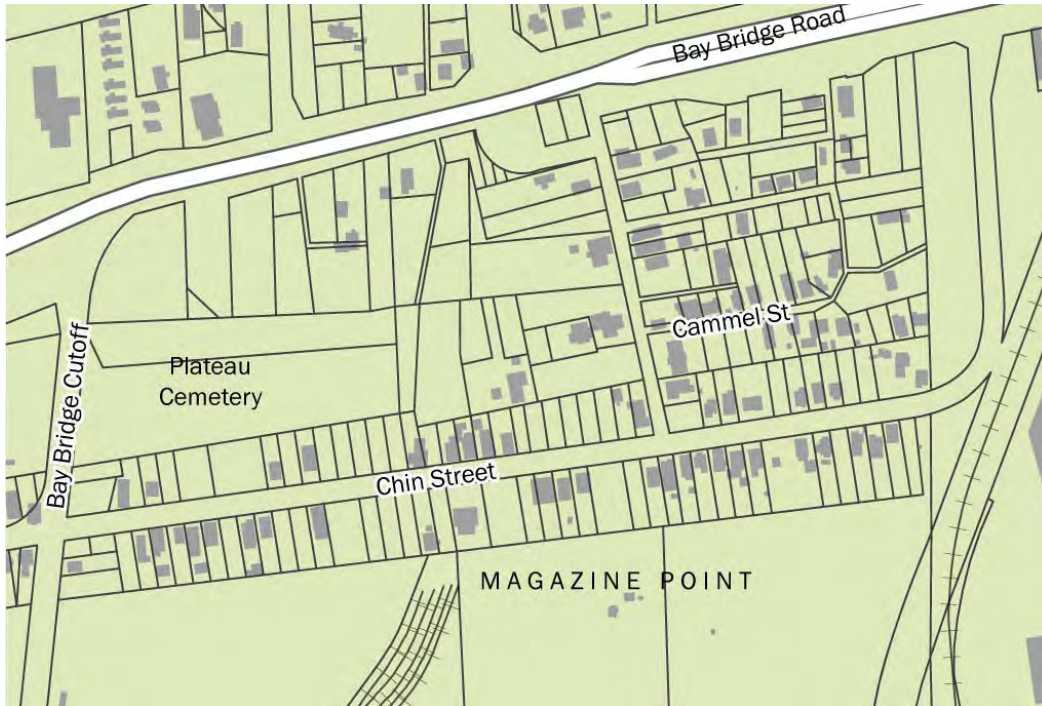 Bay Bridge Road
Cammel St
Bay Bridge Cutoff
Plateau
Cemetery
Chin Street
MAGAZINE POINT